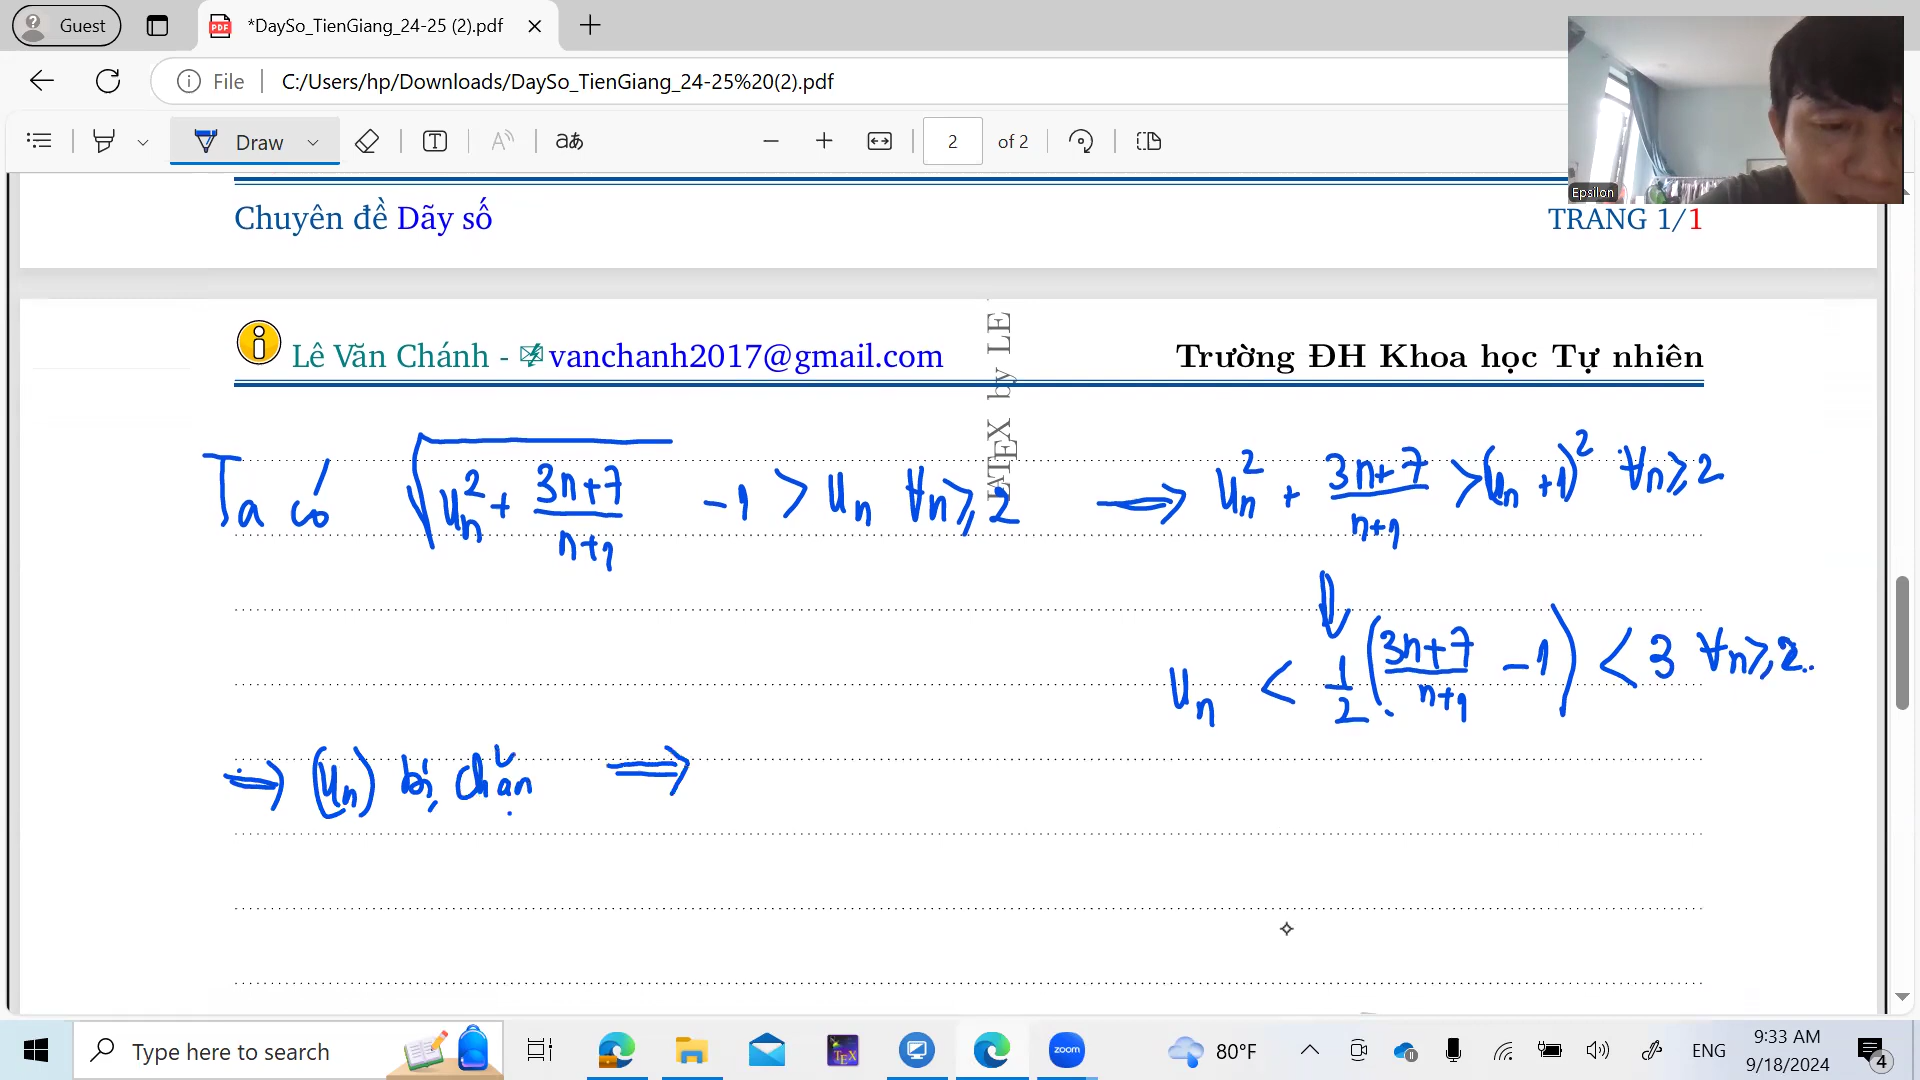 Guest
*DaySo_TienGiang_24-25 (2).pdf
File
C:/Users/hp/Downloads/DaySo_TienGiang_24-25%20(2).pdf
Draw
2 of 2
Epsilon
Chuyên đề Dãy số
TRANG 1/1
Lê Văn Chánh - vanchanh2017@gmail.com
LATEX by LE
Trường ĐH Khoa học Tự nhiên
Ta có √(u_n² + (3n+7)/(n+1)) - 1 > u_n ∀n ≥ 2 ⟹ u_n² + (3n+7)/(n+1) > (u_n + 1)² ∀n ≥ 2
⇓
u_n < 1/2 ((3n+7)/(n+1) - 1) < 3 ∀n ≥ 2.
⟹ (u_n) bị chặn ⟹
Type here to search
zoom
80°F
ENG
9:33 AM
9/18/2024
4